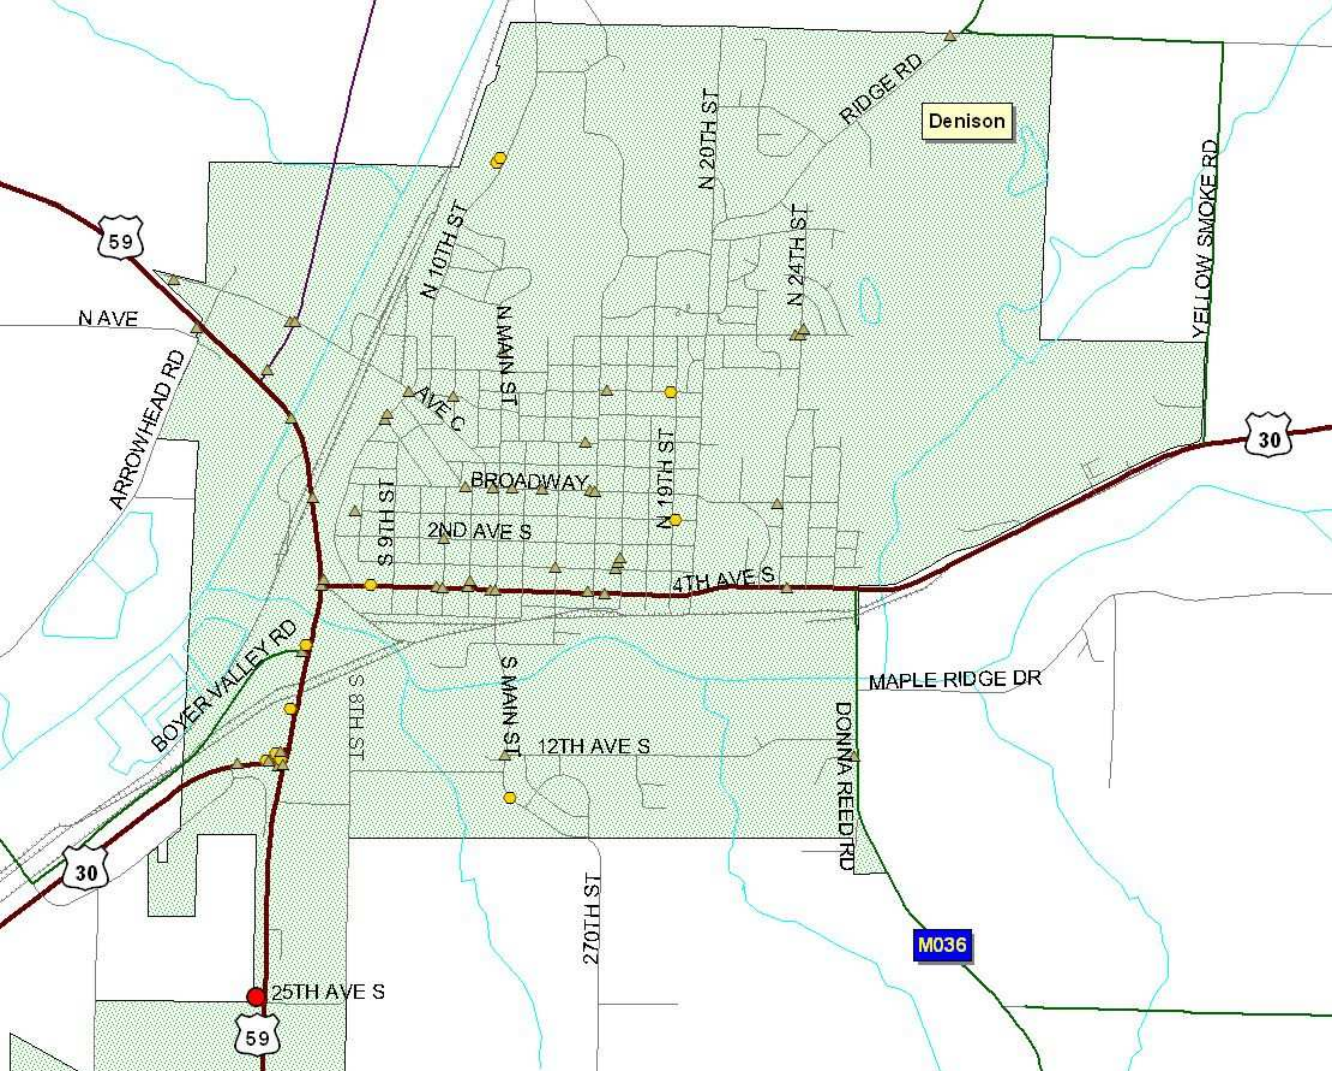 RIDGE RD
N 20TH ST
Denison
YELLOW SMOKE RD
59
N 10TH ST
N 24TH ST
N AVE
N MAIN ST
ARROWHEAD RD
AVE C
30
BROADWAY
N 19TH ST
S 9TH ST
2ND AVE S
4TH AVE S
BOYER VALLEY RD
S 8TH ST
S MAIN ST
MAPLE RIDGE DR
12TH AVE S
DONNA REED RD
30
270TH ST
M036
25TH AVE S
59